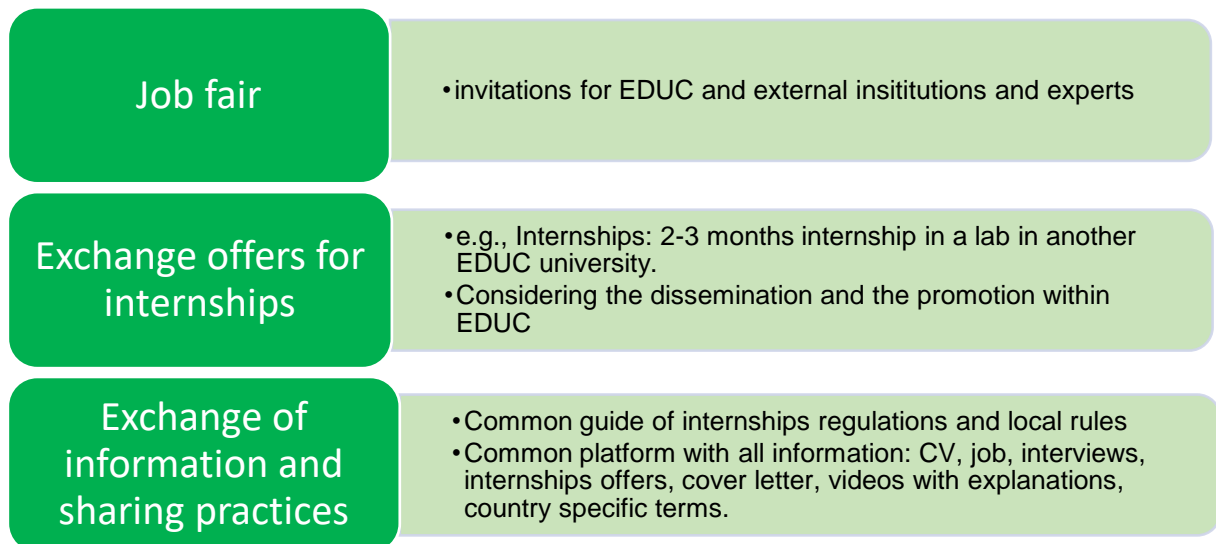 Job fair
•invitations for EDUC and external insititutions and experts
Exchange offers for
internships
•e.g., Internships: 2-3 months internship in a lab in another
EDUC university.
•Considering the dissemination and the promotion within
EDUC
Exchange of
information and
sharing practices
•Common guide of internships regulations and local rules
•Common platform with all information: CV, job, interviews,
internships offers, cover letter, videos with explanations,
country specific terms.